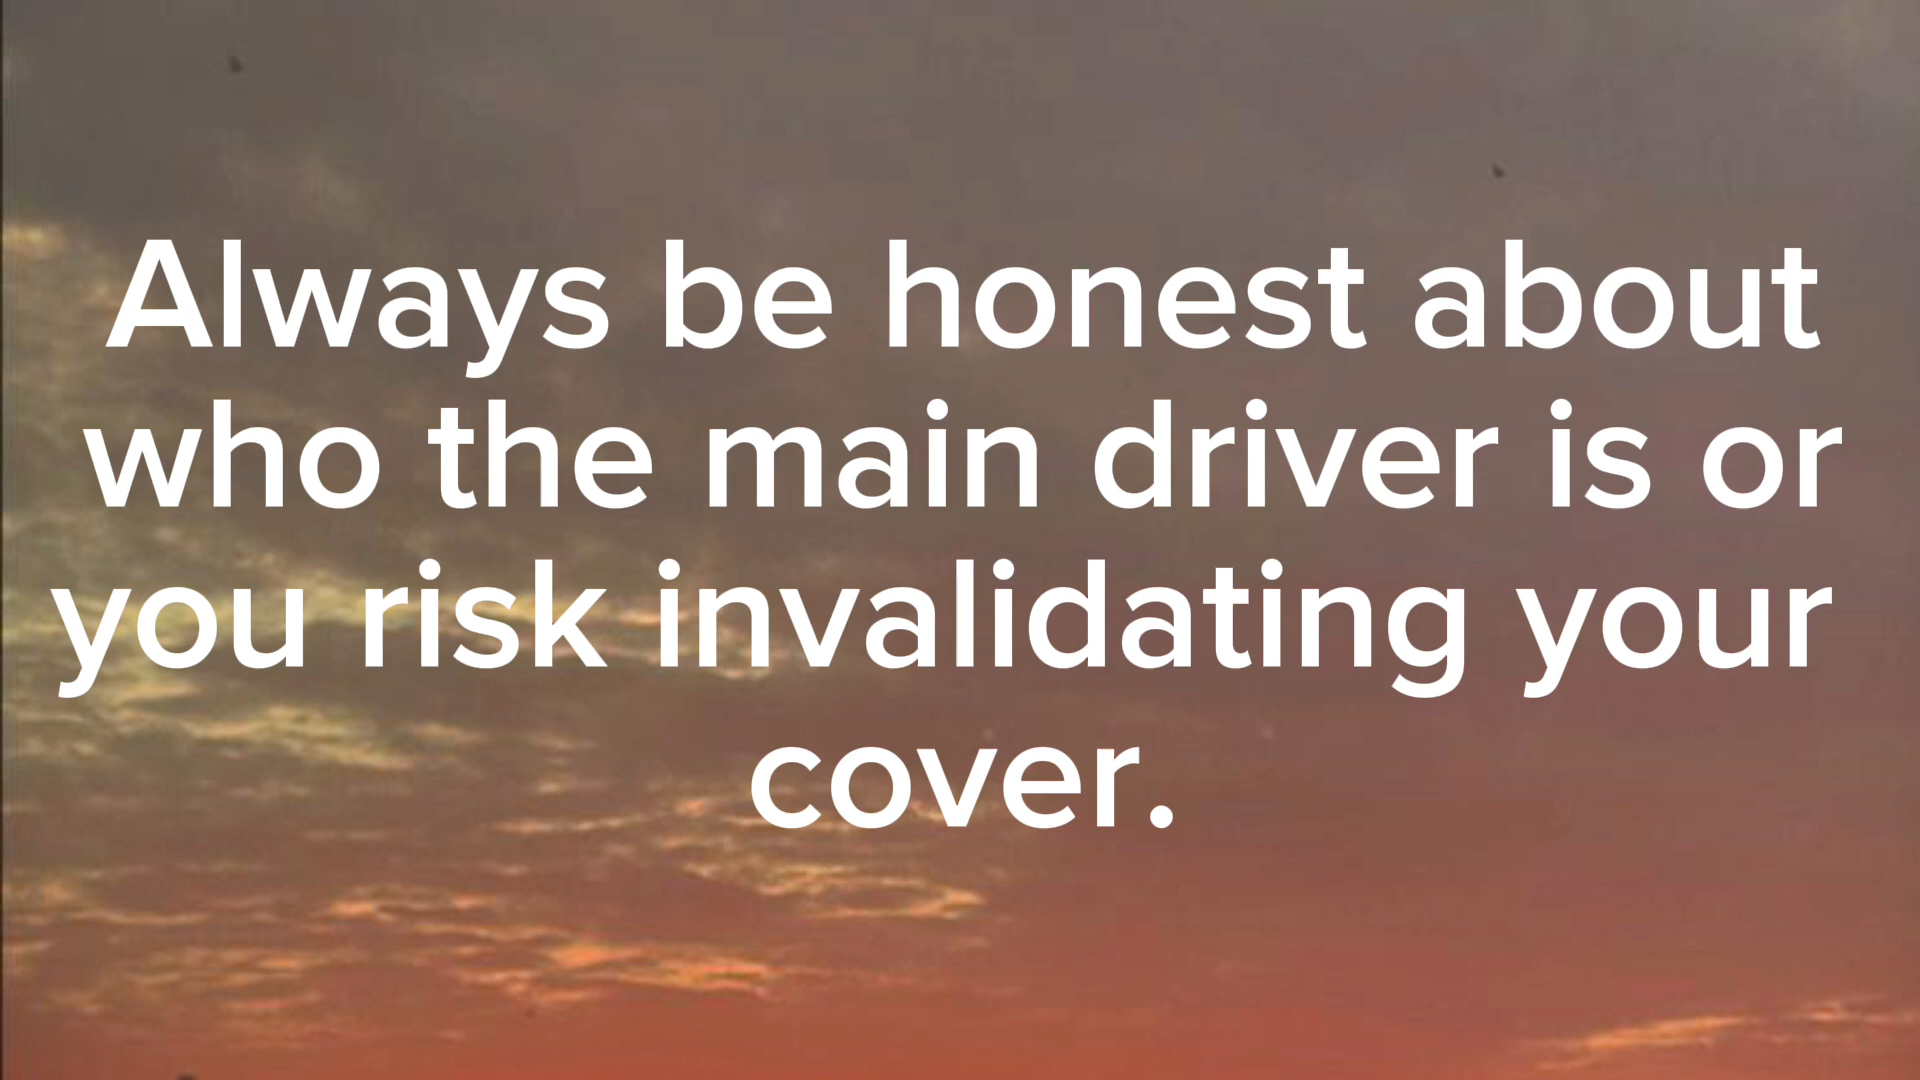 Always be honest about
who the main driver is or
you risk invalidating your
cover.